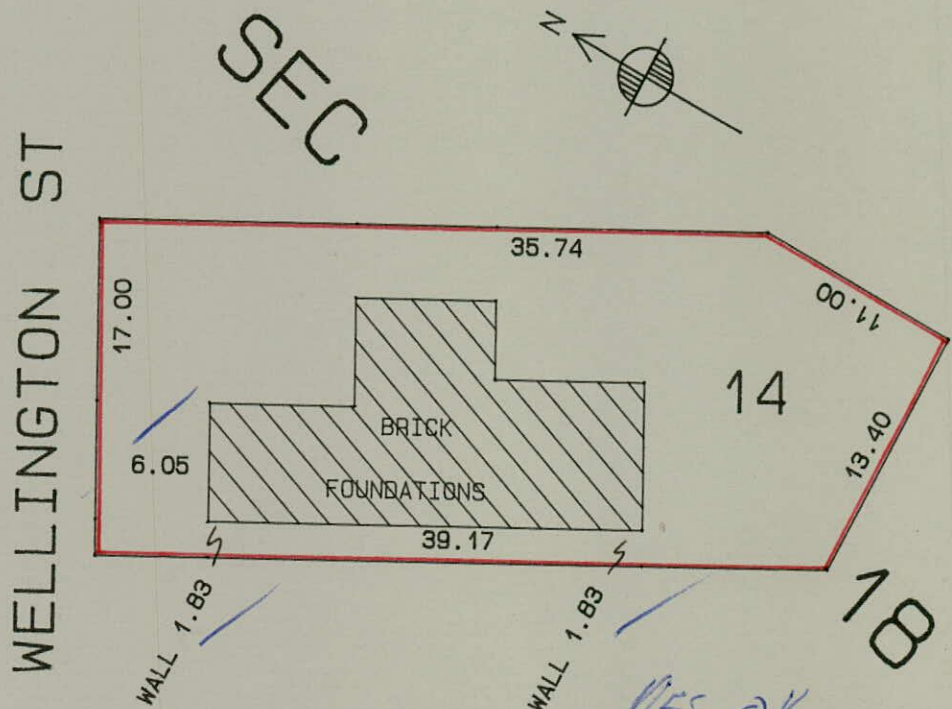 N
SEC
WELLINGTON ST
35.74
11.00
17.00
14
BRICK
13.40
6.05
FOUNDATIONS
39.17
18
WALL 1.83
WALL 1.83